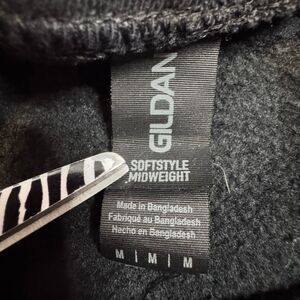 GILDAN
SOFTSTYLE
MIDWEIGHT
Made in Bangladesh
Fabriqué au Bangladesh
Hecho en Bangladesh
M | M | M